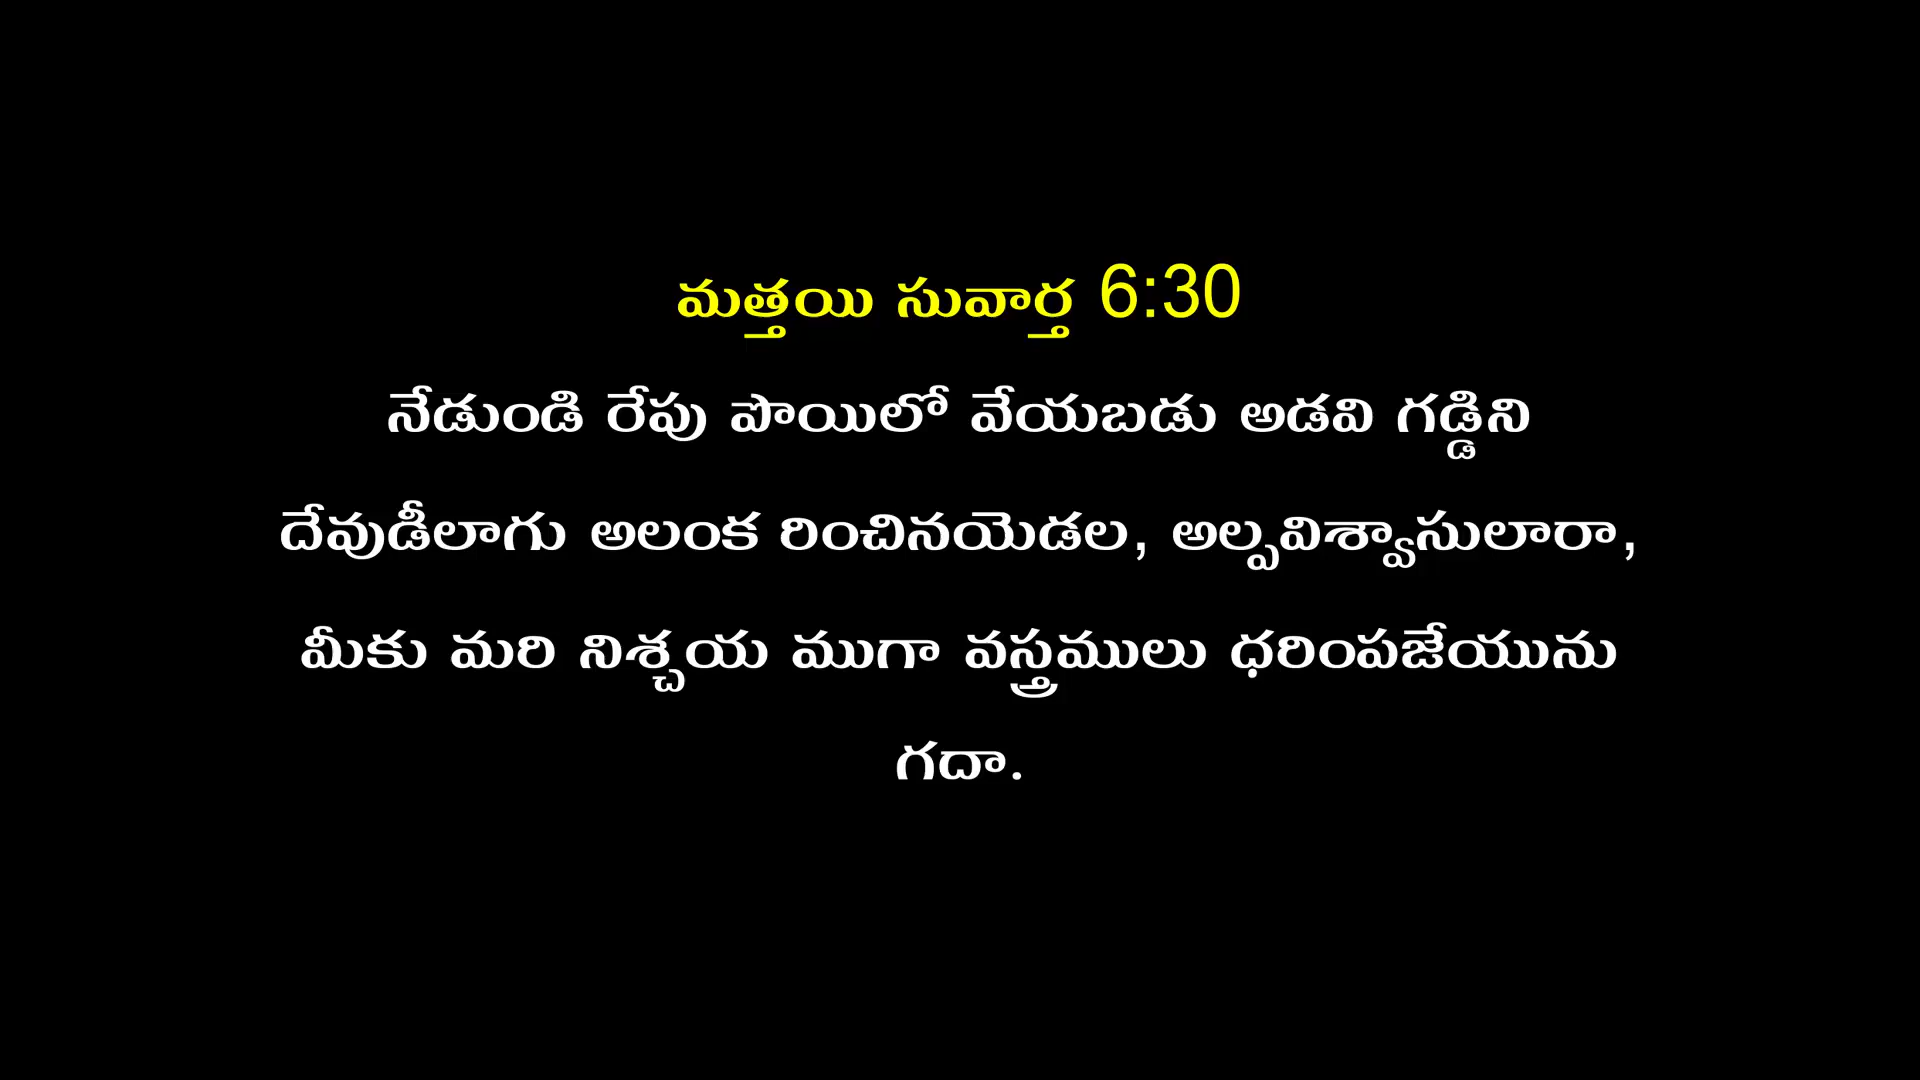 మత్తయి సువార్త 6:30
నేడుండి రేపు పొయిలో వేయబడు అడవి గడ్డిని
దేవుడీలాగు అలంక రించినయెడల, అల్పవిశ్వాసులారా,
మీకు మరి నిశ్చయ ముగా వస్త్రములు ధరింపజేయును
గదా.